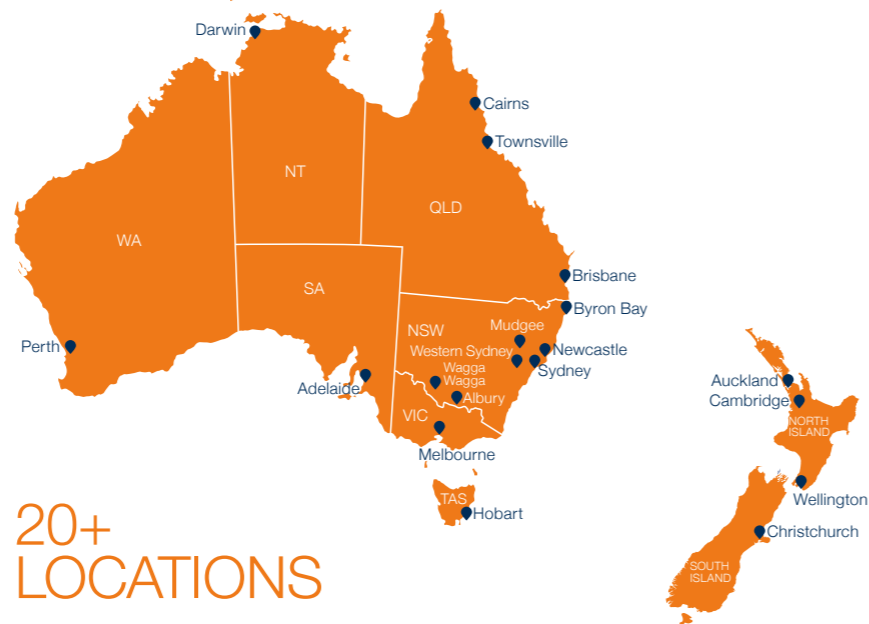 Darwin
Cairns
Townsville
NT
QLD
WA
Brisbane
SA
Byron Bay
Mudgee
NSW
Perth
Western Sydney
Newcastle
Wagga
Wagga
Sydney
Adelaide
Albury
Auckland
Cambridge
VIC
NORTH
ISLAND
Melbourne
TAS
Wellington
Hobart
Christchurch
20+
LOCATIONS
SOUTH
ISLAND